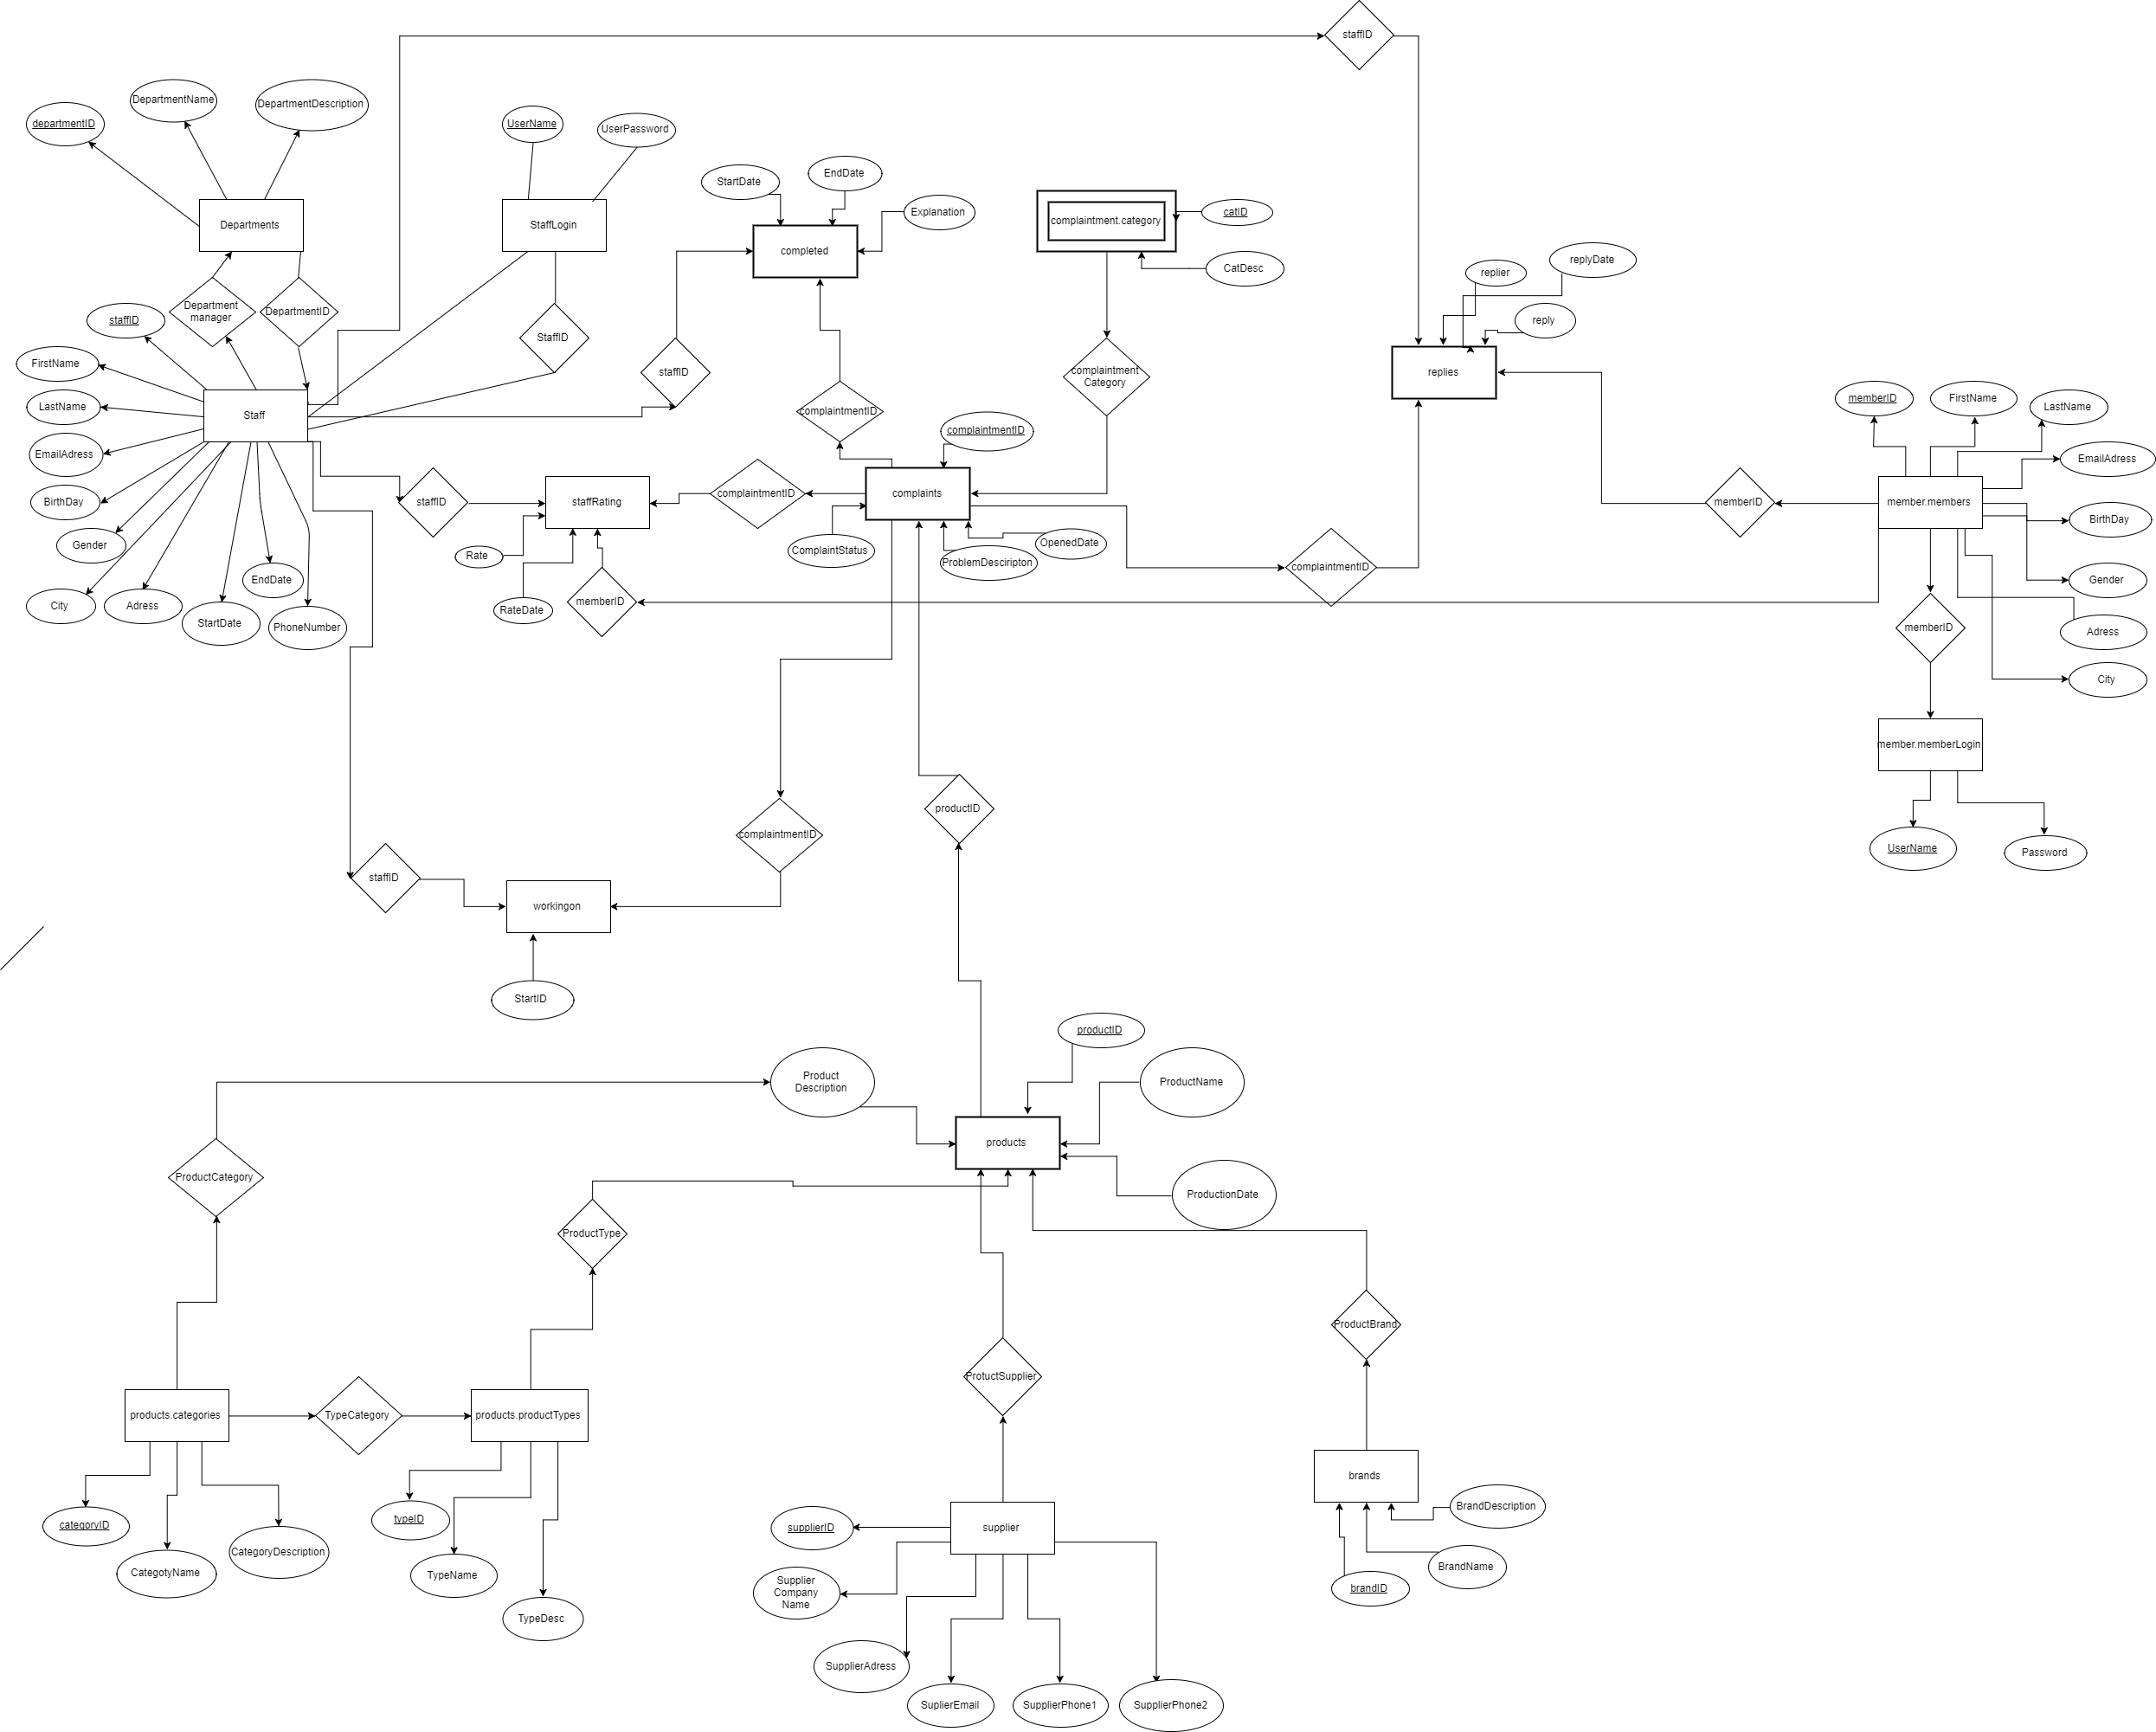 staffID
DepartmentName
DepartmentDescription
departmentID
UserName
UserPassword
StartDate
EndDate
Explanation
catID
complaintment.category
CatDesc
Departments
StaffLogin
completed
replier
replyDate
reply
Department
manager
DepartmentID
staffID
StaffID
staffID
complaintment
Category
replies
FirstName
LastName
Staff
complaintmentID
complaintmentID
memberID
FirstName
LastName
EmailAdress
EmailAdress
BirthDay
staffID
staffRating
complaintmentID
complaints
memberID
member.members
BirthDay
Gender
Rate
ComplaintStatus
OpenedDate
ProblemDesciripton
complaintmentID
EndDate
Gender
City
Adress
StartDate
PhoneNumber
RateDate
memberID
memberID
Adress
City
member.memberLogin
productID
complaintmentID
UserName
Password
staffID
workingon
StartID
productID
Product
Description
ProductName
products
ProductCategory
ProductionDate
ProductType
ProductBrand
ProtuctSupplier
products.categories
TypeCategory
products.productTypes
brands
categoryID
typeID
supplierID
supplier
BrandDescription
CategotyName
CategoryDescription
TypeName
TypeDesc
Supplier
Company
Name
BrandName
brandID
SupplierAdress
SuplierEmail
SupplierPhone1
SupplierPhone2